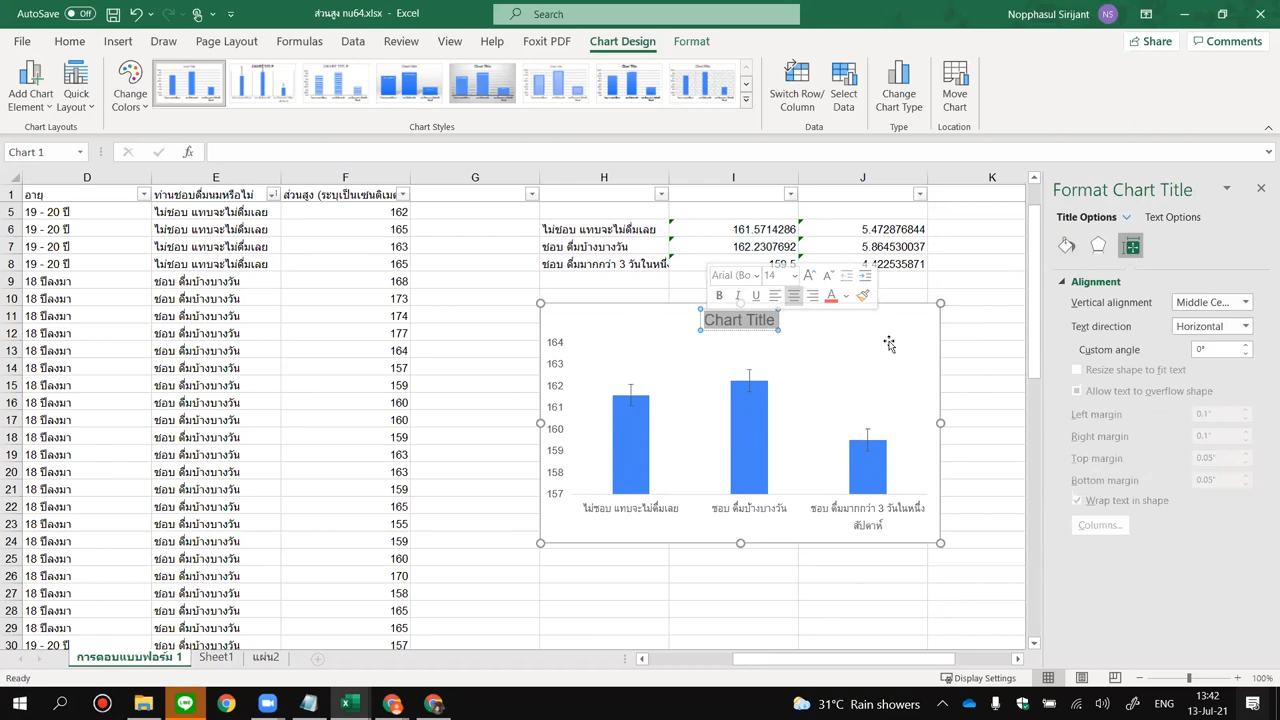 AutoSave Off
ส่วนสูง nu64.xlsx - Excel
Search
Nopphasul Sirijant NS
File Home Insert Draw Page Layout Formulas Data Review View Help Foxit PDF Chart Design Format
Share Comments
Add Chart Element
Quick Layout
Change Colors
Switch Row/ Column
Select Data
Change Chart Type
Move Chart
Chart Layouts Chart Styles Data Type Location
Chart 1 fx
D E F G H I J K
1 อายุ ท่านชอบดื่มนมหรือไม่ ส่วนสูง (ระบุเป็นเซนติเมต
5 19 - 20 ปี ไม่ชอบ แทบจะไม่ดื่มเลย 162
6 19 - 20 ปี ไม่ชอบ แทบจะไม่ดื่มเลย 165 ไม่ชอบ แทบจะไม่ดื่มเลย 161.5714286 5.472876844
7 19 - 20 ปี ไม่ชอบ แทบจะไม่ดื่มเลย 163 ชอบ ดื่มบ้างบางวัน 162.2307692 5.864530037
8 19 - 20 ปี ไม่ชอบ แทบจะไม่ดื่มเลย 165 ชอบ ดื่มมากกว่า 3 วันในหนึ่ง 159.5 4.422535871
9 18 ปีลงมา ชอบ ดื่มบ้างบางวัน 168
10 18 ปีลงมา ชอบ ดื่มบ้างบางวัน 173
11 18 ปีลงมา ชอบ ดื่มบ้างบางวัน 174
12 18 ปีลงมา ชอบ ดื่มบ้างบางวัน 177
13 18 ปีลงมา ชอบ ดื่มบ้างบางวัน 164
14 18 ปีลงมา ชอบ ดื่มบ้างบางวัน 157
15 18 ปีลงมา ชอบ ดื่มบ้างบางวัน 159
16 18 ปีลงมา ชอบ ดื่มบ้างบางวัน 160
17 18 ปีลงมา ชอบ ดื่มบ้างบางวัน 159
18 18 ปีลงมา ชอบ ดื่มบ้างบางวัน 163
20 18 ปีลงมา ชอบ ดื่มบ้างบางวัน 163
21 18 ปีลงมา ชอบ ดื่มบ้างบางวัน 159
22 18 ปีลงมา ชอบ ดื่มบ้างบางวัน 165
23 18 ปีลงมา ชอบ ดื่มบ้างบางวัน 155
24 18 ปีลงมา ชอบ ดื่มบ้างบางวัน 159
25 18 ปีลงมา ชอบ ดื่มบ้างบางวัน 160
26 18 ปีลงมา ชอบ ดื่มบ้างบางวัน 170
27 18 ปีลงมา ชอบ ดื่มบ้างบางวัน 158
28 18 ปีลงมา ชอบ ดื่มบ้างบางวัน 165
29 18 ปีลงมา ชอบ ดื่มบ้างบางวัน 165
30 19 - 20 ปี ชอบ ดื่มบ้างบางวัน 157
Arial (Bo 14 A A
B I U A
Chart Title
164
163
162
161
160
159
158
157
ไม่ชอบ แทบจะไม่ดื่มเลย
ชอบ ดื่มบ้างบางวัน
ชอบ ดื่มมากกว่า 3 วันในหนึ่ง
สัปดาห์
Format Chart Title
Title Options Text Options
Alignment
Vertical alignment Middle Ce...
Text direction Horizontal
Custom angle 0°
Resize shape to fit text
Allow text to overflow shape
Left margin 0.1"
Right margin 0.1"
Top margin 0.05"
Bottom margin 0.05"
Wrap text in shape
Columns...
การตอบแบบฟอร์ม 1 Sheet1 แผ่น2
Ready
Display Settings
100%
31°C Rain showers
ENG
13:42
13-Jul-21